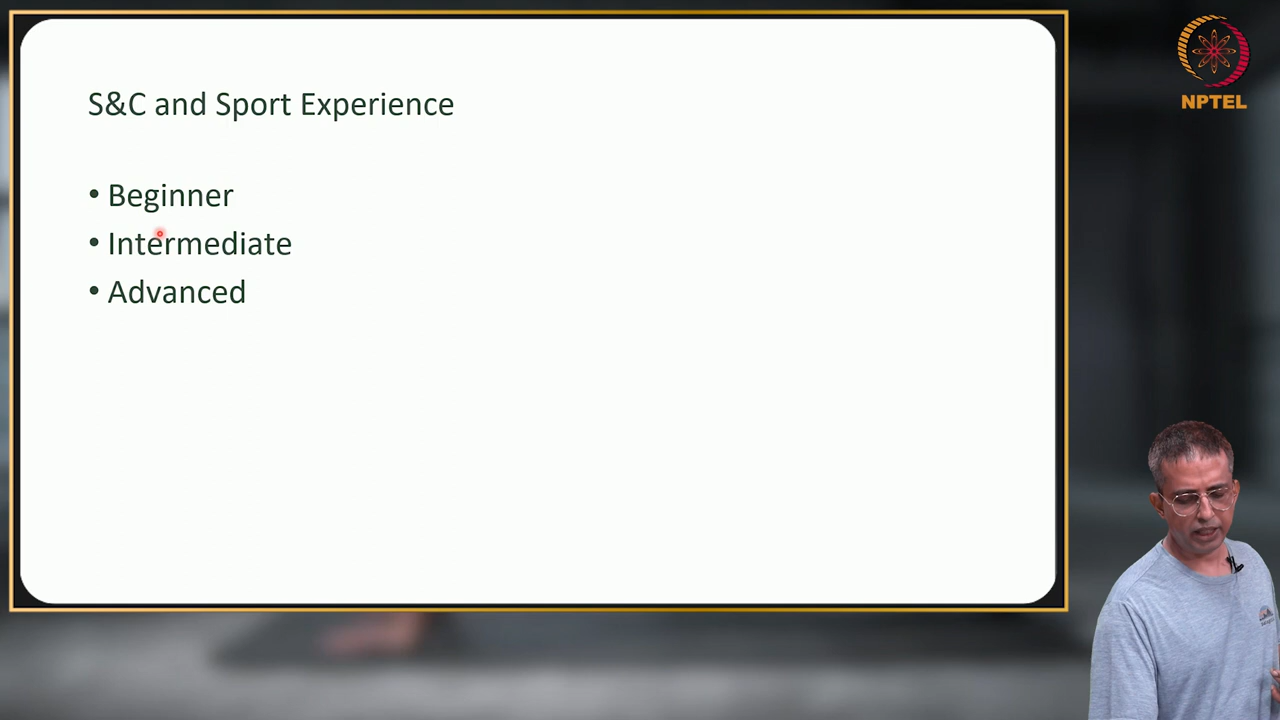 S&C and Sport Experience
• Beginner
• Intermediate
• Advanced
NPTEL